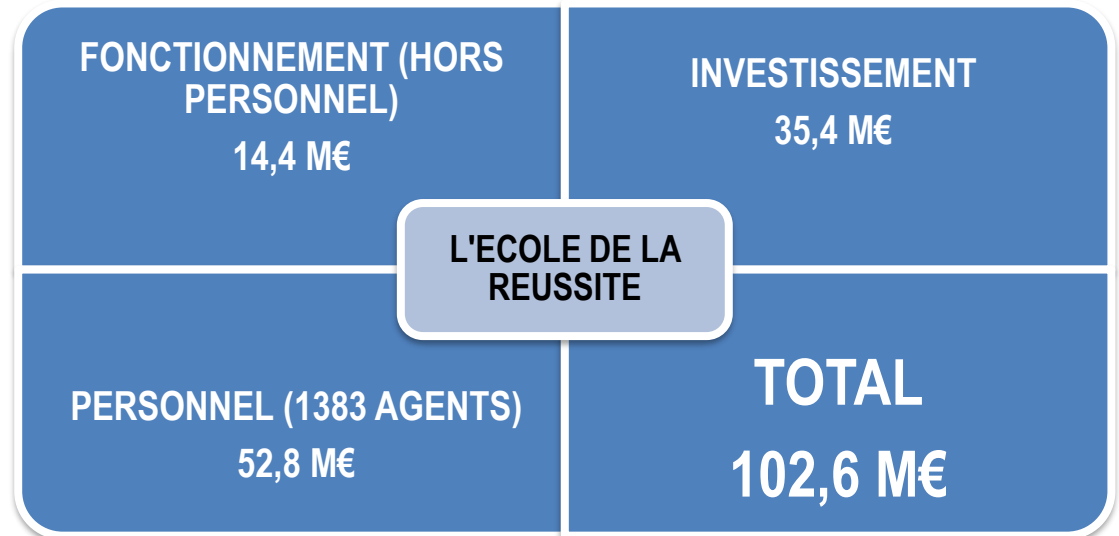 FONCTIONNEMENT (HORS
PERSONNEL)
14,4 M€
INVESTISSEMENT
35,4 M€
L'ECOLE DE LA
REUSSITE
PERSONNEL (1383 AGENTS)
52,8 M€
TOTAL
102,6 M€